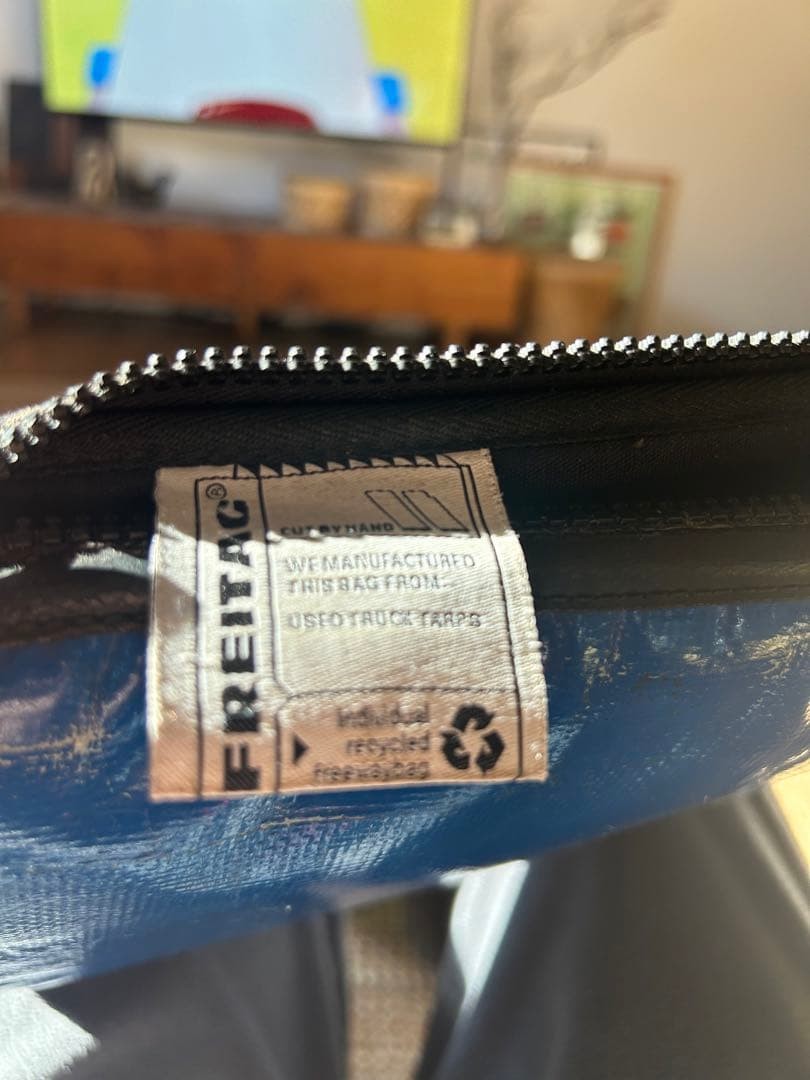 FREITAG®
CUT BY HAND
WE MANUFACTURED
THIS BAG FROM—
USED TRUCK TARPS
Individual
recycled
freewaybag